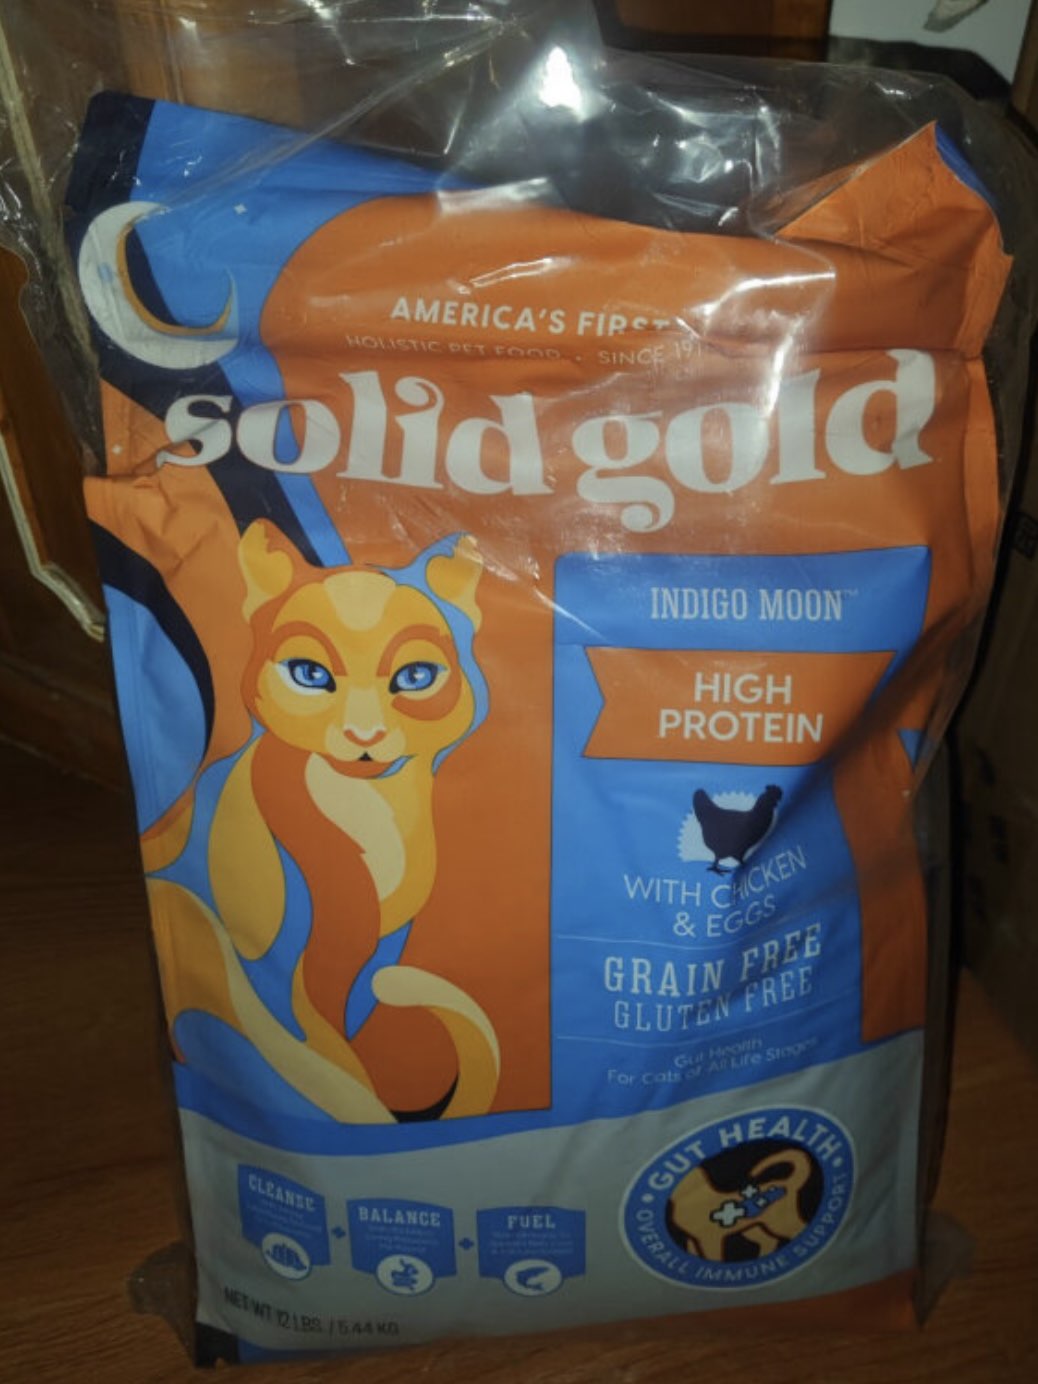 AMERICA'S FIRST
HOLISTIC PET FOOD • SINCE
solid gold
INDIGO MOON™
HIGH
PROTEIN
WITH CHICKEN
& EGGS
GRAIN FREE
GLUTEN FREE
Gut Health
For Cats of All Life Stages
CLEANSE
BALANCE
FUEL
GUT HEALTH
OVERALL IMMUNE SUPPORT
NET WT 12 LBS. / 5.44 KG